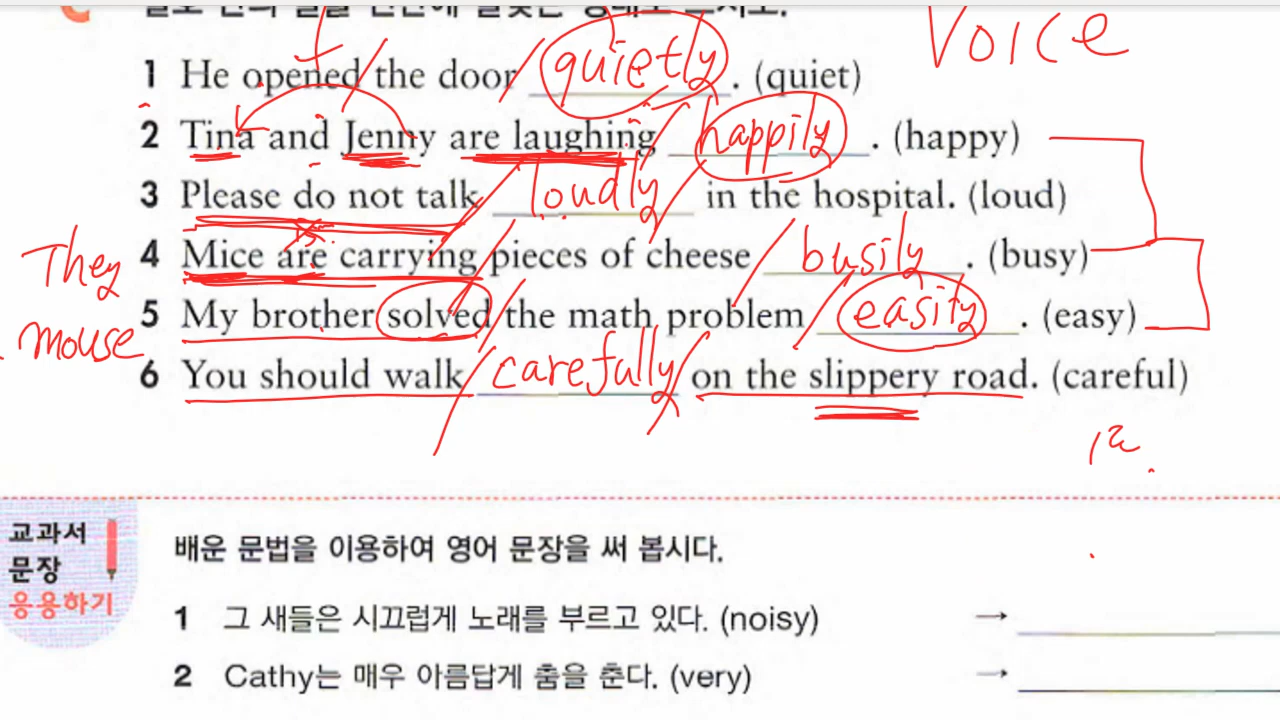 Voice
1 He opened the door quietly. (quiet)
2 Tina and Jenny are laughing happily. (happy)
3 Please do not talk loudly in the hospital. (loud)
They
4 Mice are carrying pieces of cheese busily. (busy)
mouse
5 My brother solved the math problem easily. (easy)
6 You should walk carefully on the slippery road. (careful)
교과서
문장
응용하기
배운 문법을 이용하여 영어 문장을 써 봅시다.
1 그 새들은 시끄럽게 노래를 부르고 있다. (noisy) →
2 Cathy는 매우 아름답게 춤을 춘다. (very) →